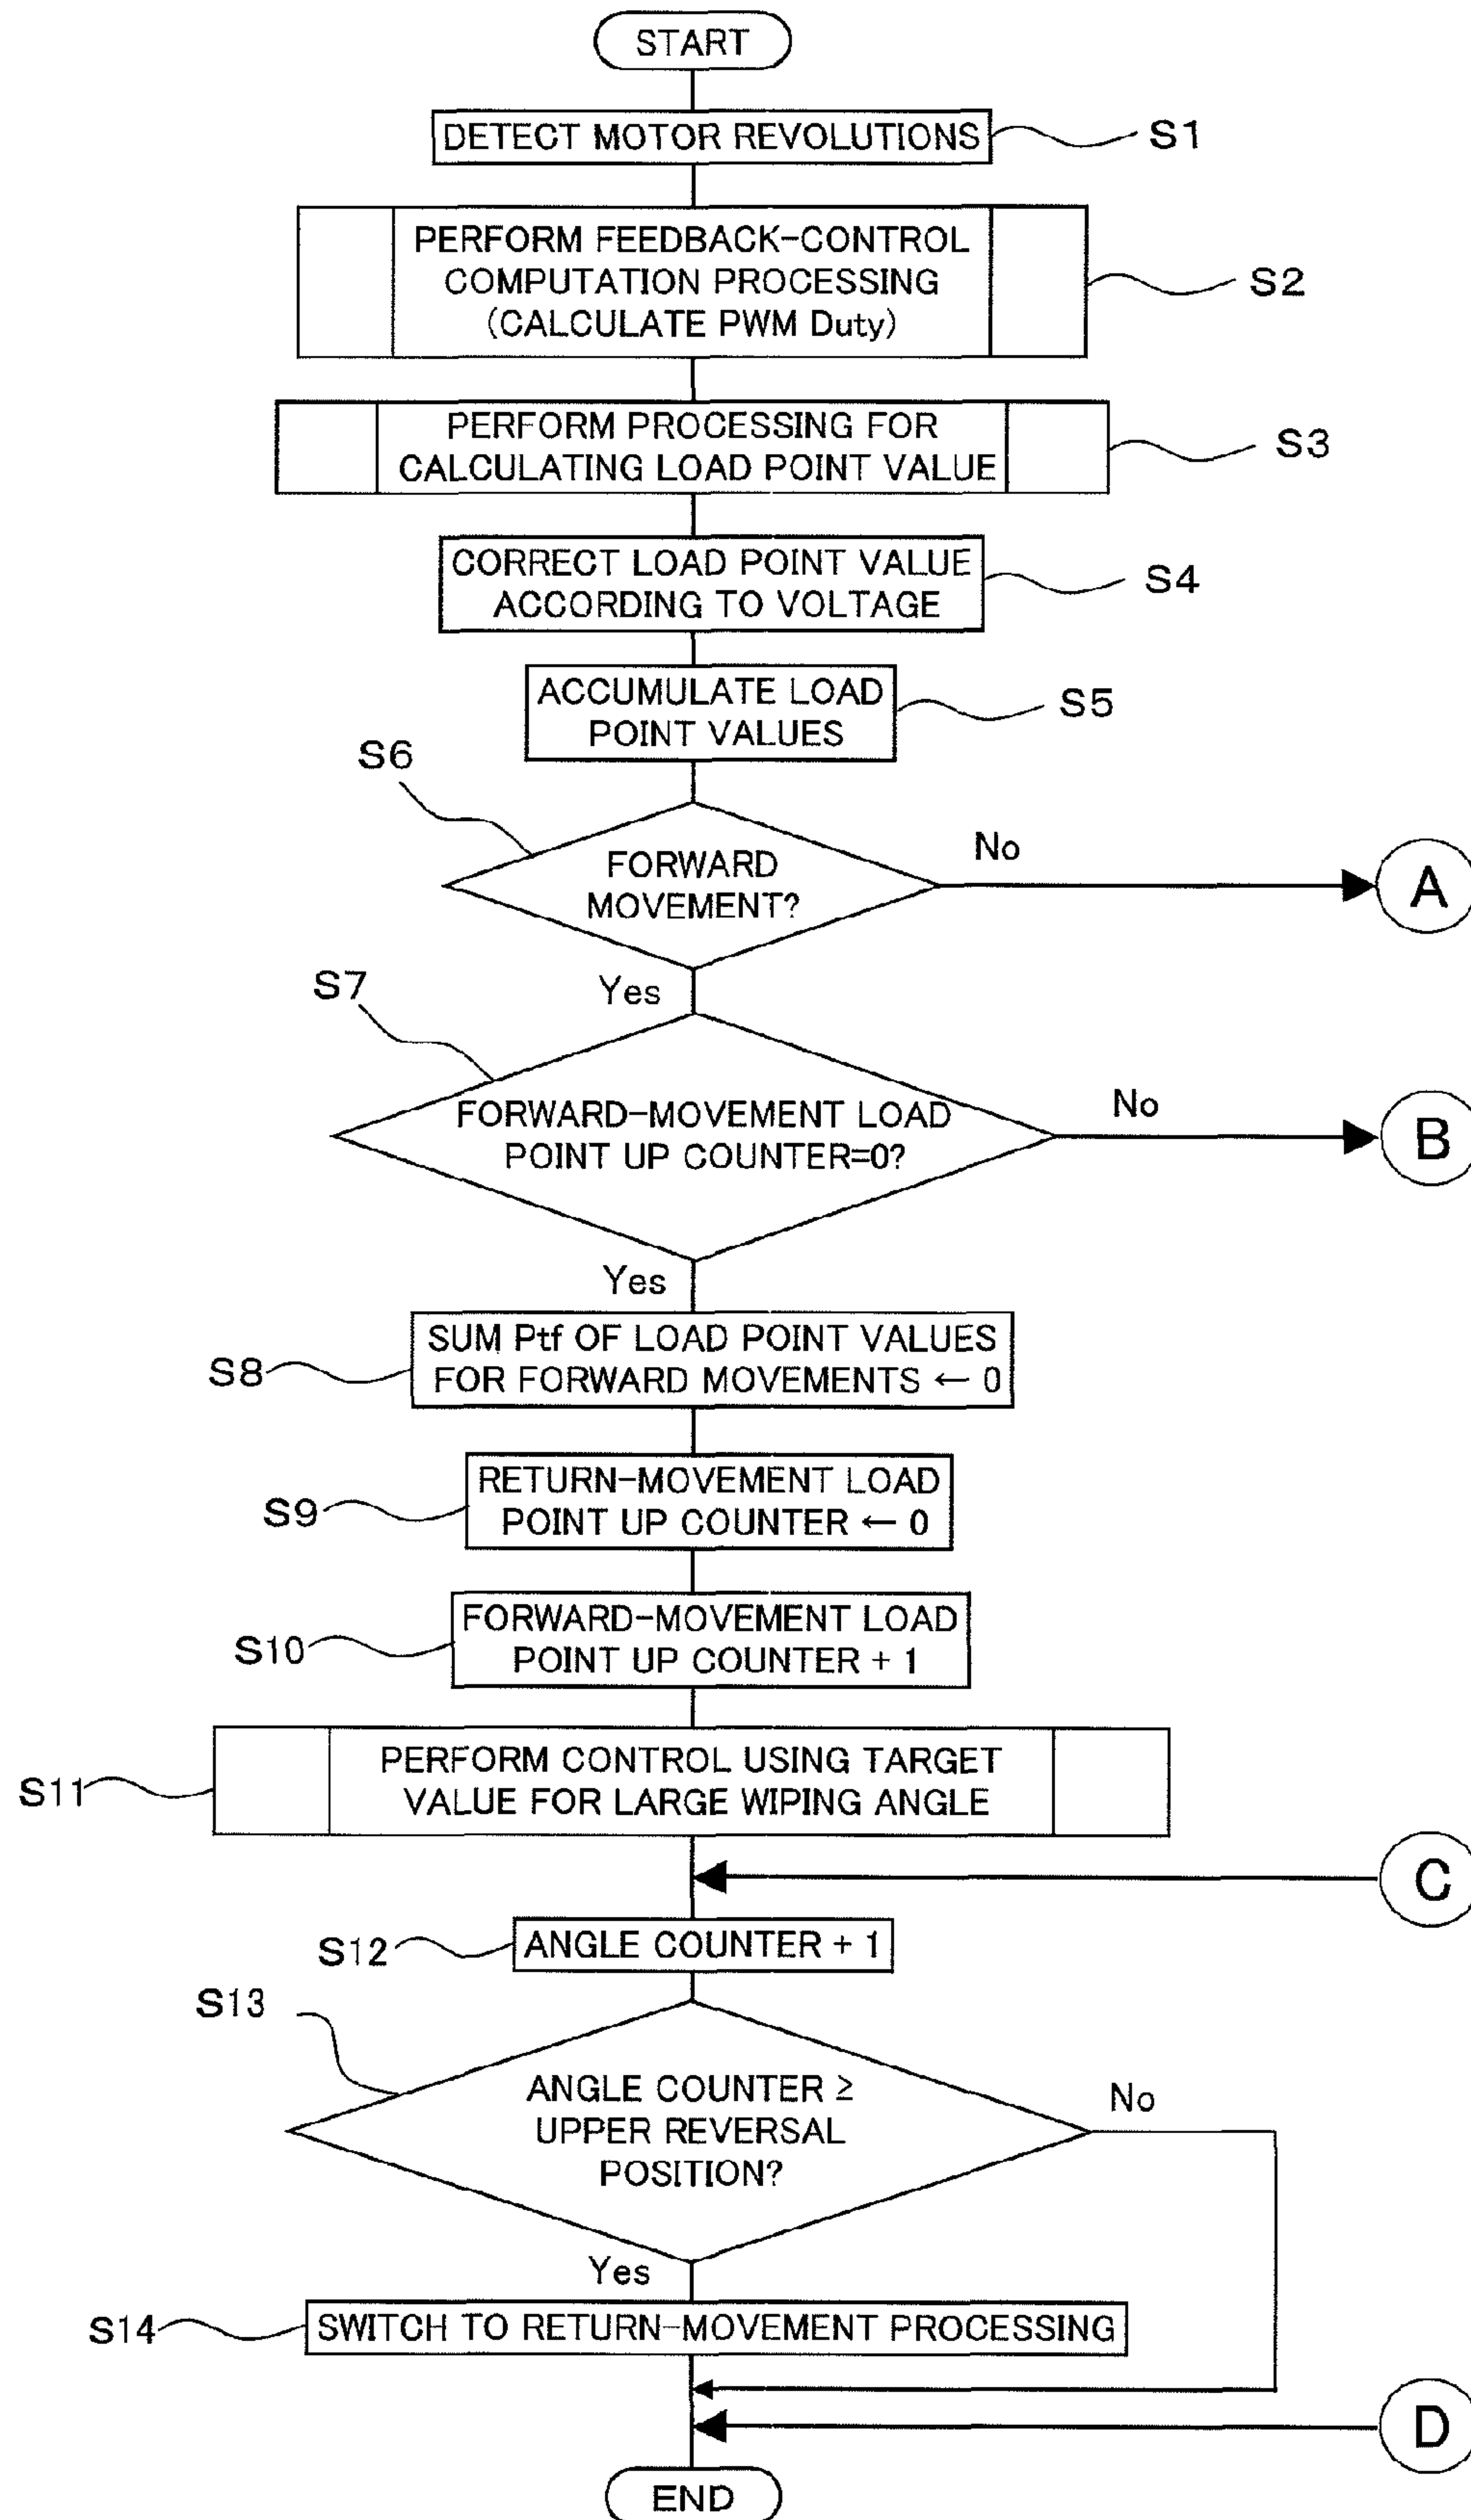 START
DETECT MOTOR REVOLUTIONS
S1
PERFORM FEEDBACK-CONTROL
COMPUTATION PROCESSING
(CALCULATE PWM Duty)
S2
PERFORM PROCESSING FOR
CALCULATING LOAD POINT VALUE
S3
CORRECT LOAD POINT VALUE
ACCORDING TO VOLTAGE
S4
ACCUMULATE LOAD
POINT VALUES
S5
S6
FORWARD
MOVEMENT?
No
A
Yes
S7
FORWARD-MOVEMENT LOAD
POINT UP COUNTER=0?
No
B
Yes
SUM Ptf OF LOAD POINT VALUES
FOR FORWARD MOVEMENTS ← 0
S8
RETURN-MOVEMENT LOAD
POINT UP COUNTER ← 0
S9
FORWARD-MOVEMENT LOAD
POINT UP COUNTER + 1
S10
PERFORM CONTROL USING TARGET
VALUE FOR LARGE WIPING ANGLE
S11
C
S12
ANGLE COUNTER + 1
S13
ANGLE COUNTER ≥
UPPER REVERSAL
POSITION?
No
Yes
S14
SWITCH TO RETURN-MOVEMENT PROCESSING
D
END